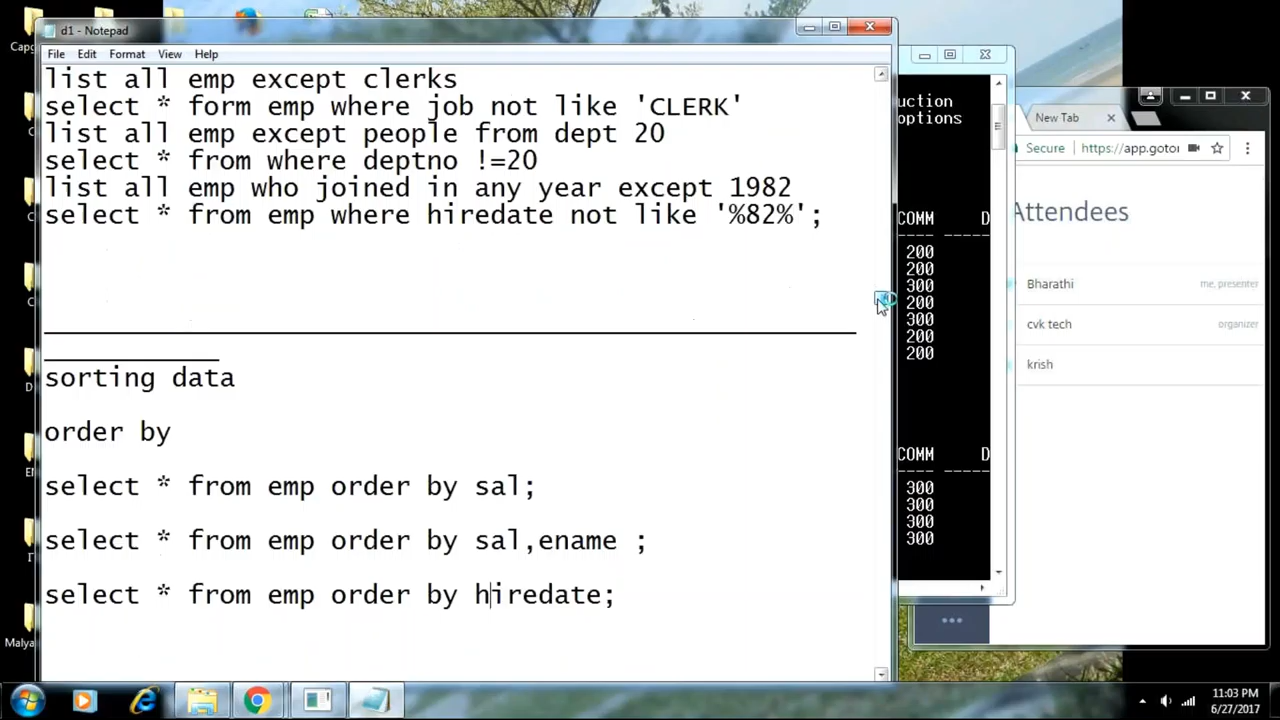 d1 - Notepad
File Edit Format View Help
list all emp except clerks
select * form emp where job not like 'CLERK'
list all emp except people from dept 20
select * from where deptno !=20
list all emp who joined in any year except 1982
select * from emp where hiredate not like '%82%';
sorting data
order by
select * from emp order by sal;
select * from emp order by sal,ename ;
select * from emp order by hiredate;
options
COMM D
200
200
300
200
300
200
200
COMM D
300
300
300
300
New Tab
Secure https://app.goto
Attendees
Bharathi me, presenter
cvk tech organizer
krish
11:03 PM
6/27/2017